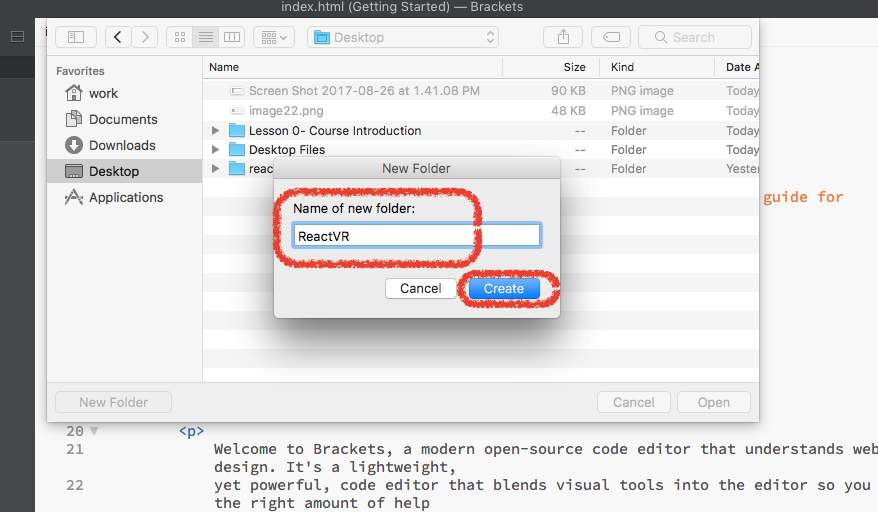 index.html (Getting Started) — Brackets
Desktop
Search
Favorites
work
Documents
Downloads
Desktop
Applications
Name Size Kind Date A
Screen Shot 2017-08-26 at 1.41.08 PM 90 KB PNG image Today
image22.png 48 KB PNG image Today
Lesson 0- Course Introduction -- Folder Today
Desktop Files -- Folder Today
reac -- Folder Yester
New Folder
Name of new folder:
ReactVR
Cancel Create
guide for
New Folder Cancel Open
20 <p>
21 Welcome to Brackets, a modern open-source code editor that understands web
design. It's a lightweight,
22 yet powerful, code editor that blends visual tools into the editor so you
the right amount of help